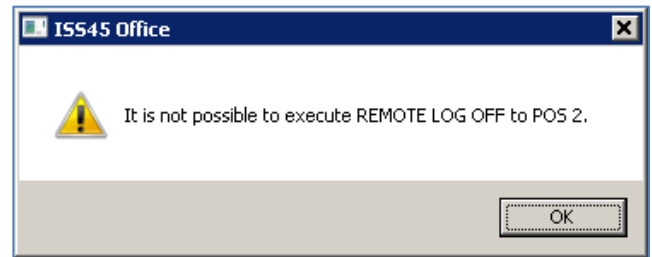 ISS45 Office
It is not possible to execute REMOTE LOG OFF to POS 2.
OK